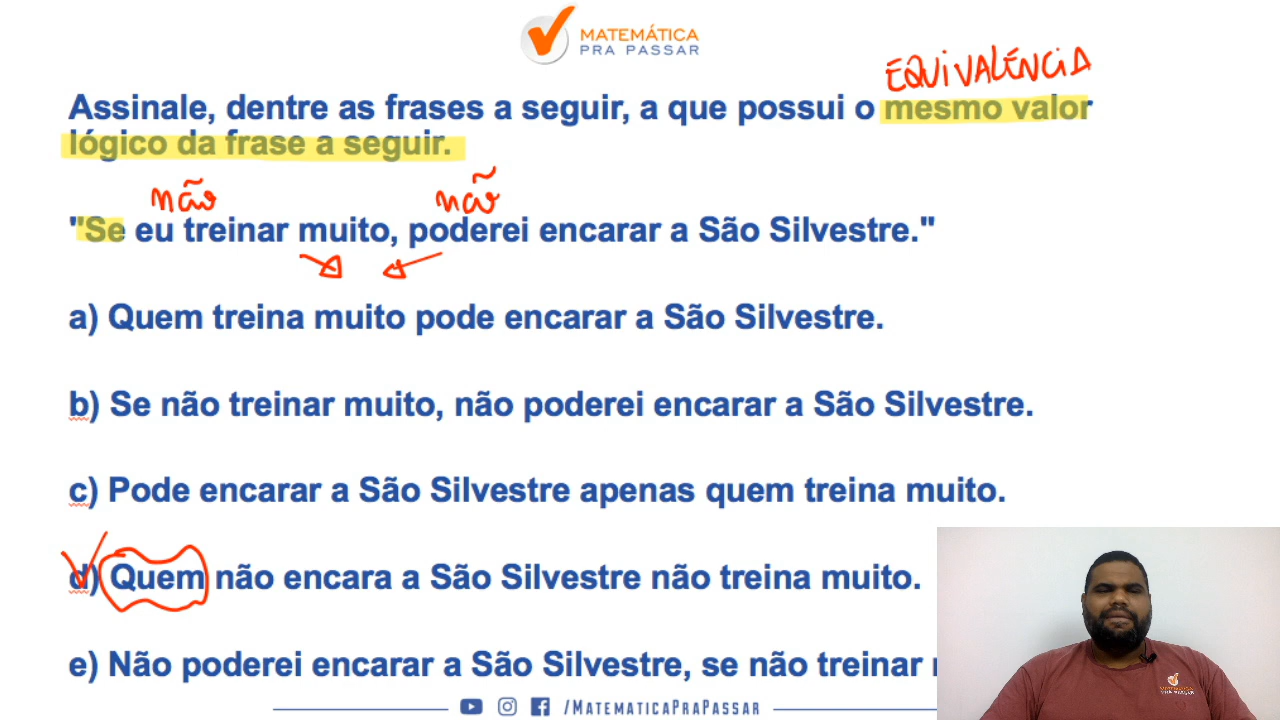 MATEMÁTICA
PRA PASSAR
EQUIVALÊNCIA
Assinale, dentre as frases a seguir, a que possui o mesmo valor
lógico da frase a seguir.
não não
"Se eu treinar muito, poderei encarar a São Silvestre."
a) Quem treina muito pode encarar a São Silvestre.
b) Se não treinar muito, não poderei encarar a São Silvestre.
c) Pode encarar a São Silvestre apenas quem treina muito.
d) Quem não encara a São Silvestre não treina muito.
e) Não poderei encarar a São Silvestre, se não treinar
MATEMÁTICA
PRA PASSAR
/MATEMATICAPRAPASSAR